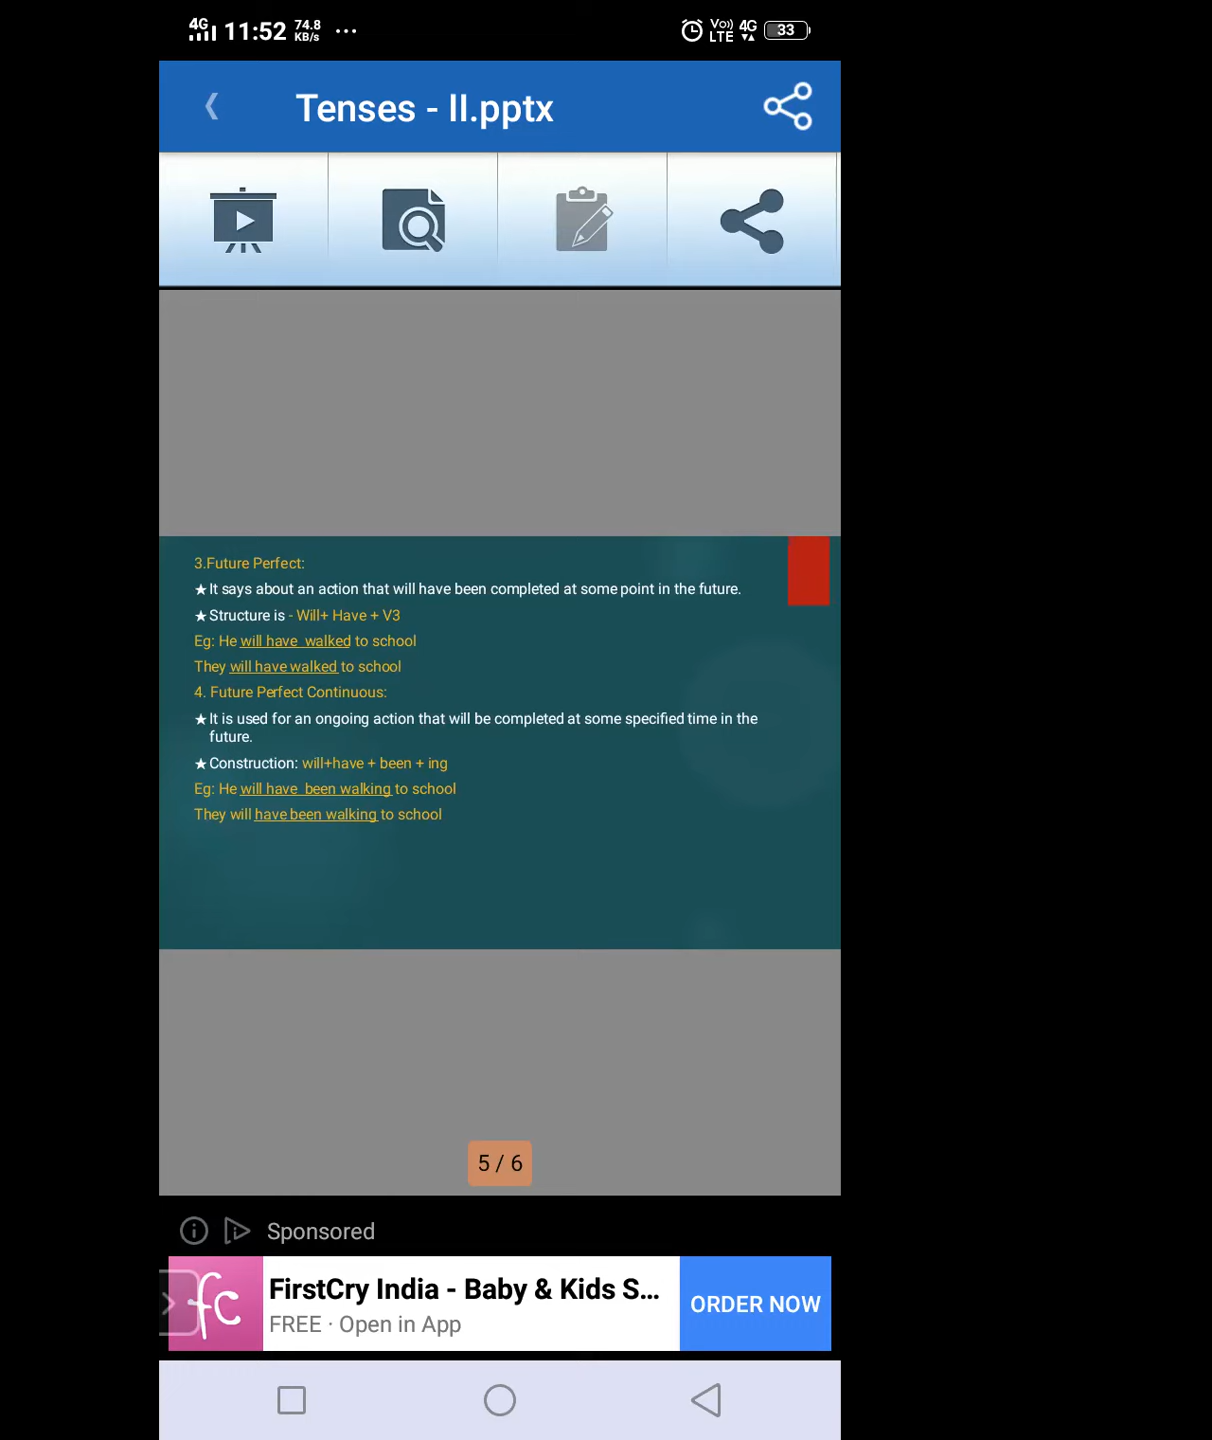 4G 11:52 74.8 KB/s ...
Vo)) LTE 4G 33
Tenses - II.pptx
3.Future Perfect:
★It says about an action that will have been completed at some point in the future.
★Structure is - Will+ Have + V3
Eg: He will have  walked to school
They will have walked to school
4. Future Perfect Continuous:
★It is used for an ongoing action that will be completed at some specified time in the
future.
★Construction: will+have + been + ing
Eg: He will have  been walking to school
They will have been walking to school
5 / 6
Sponsored
fc
FirstCry India - Baby & Kids S...
FREE · Open in App
ORDER NOW